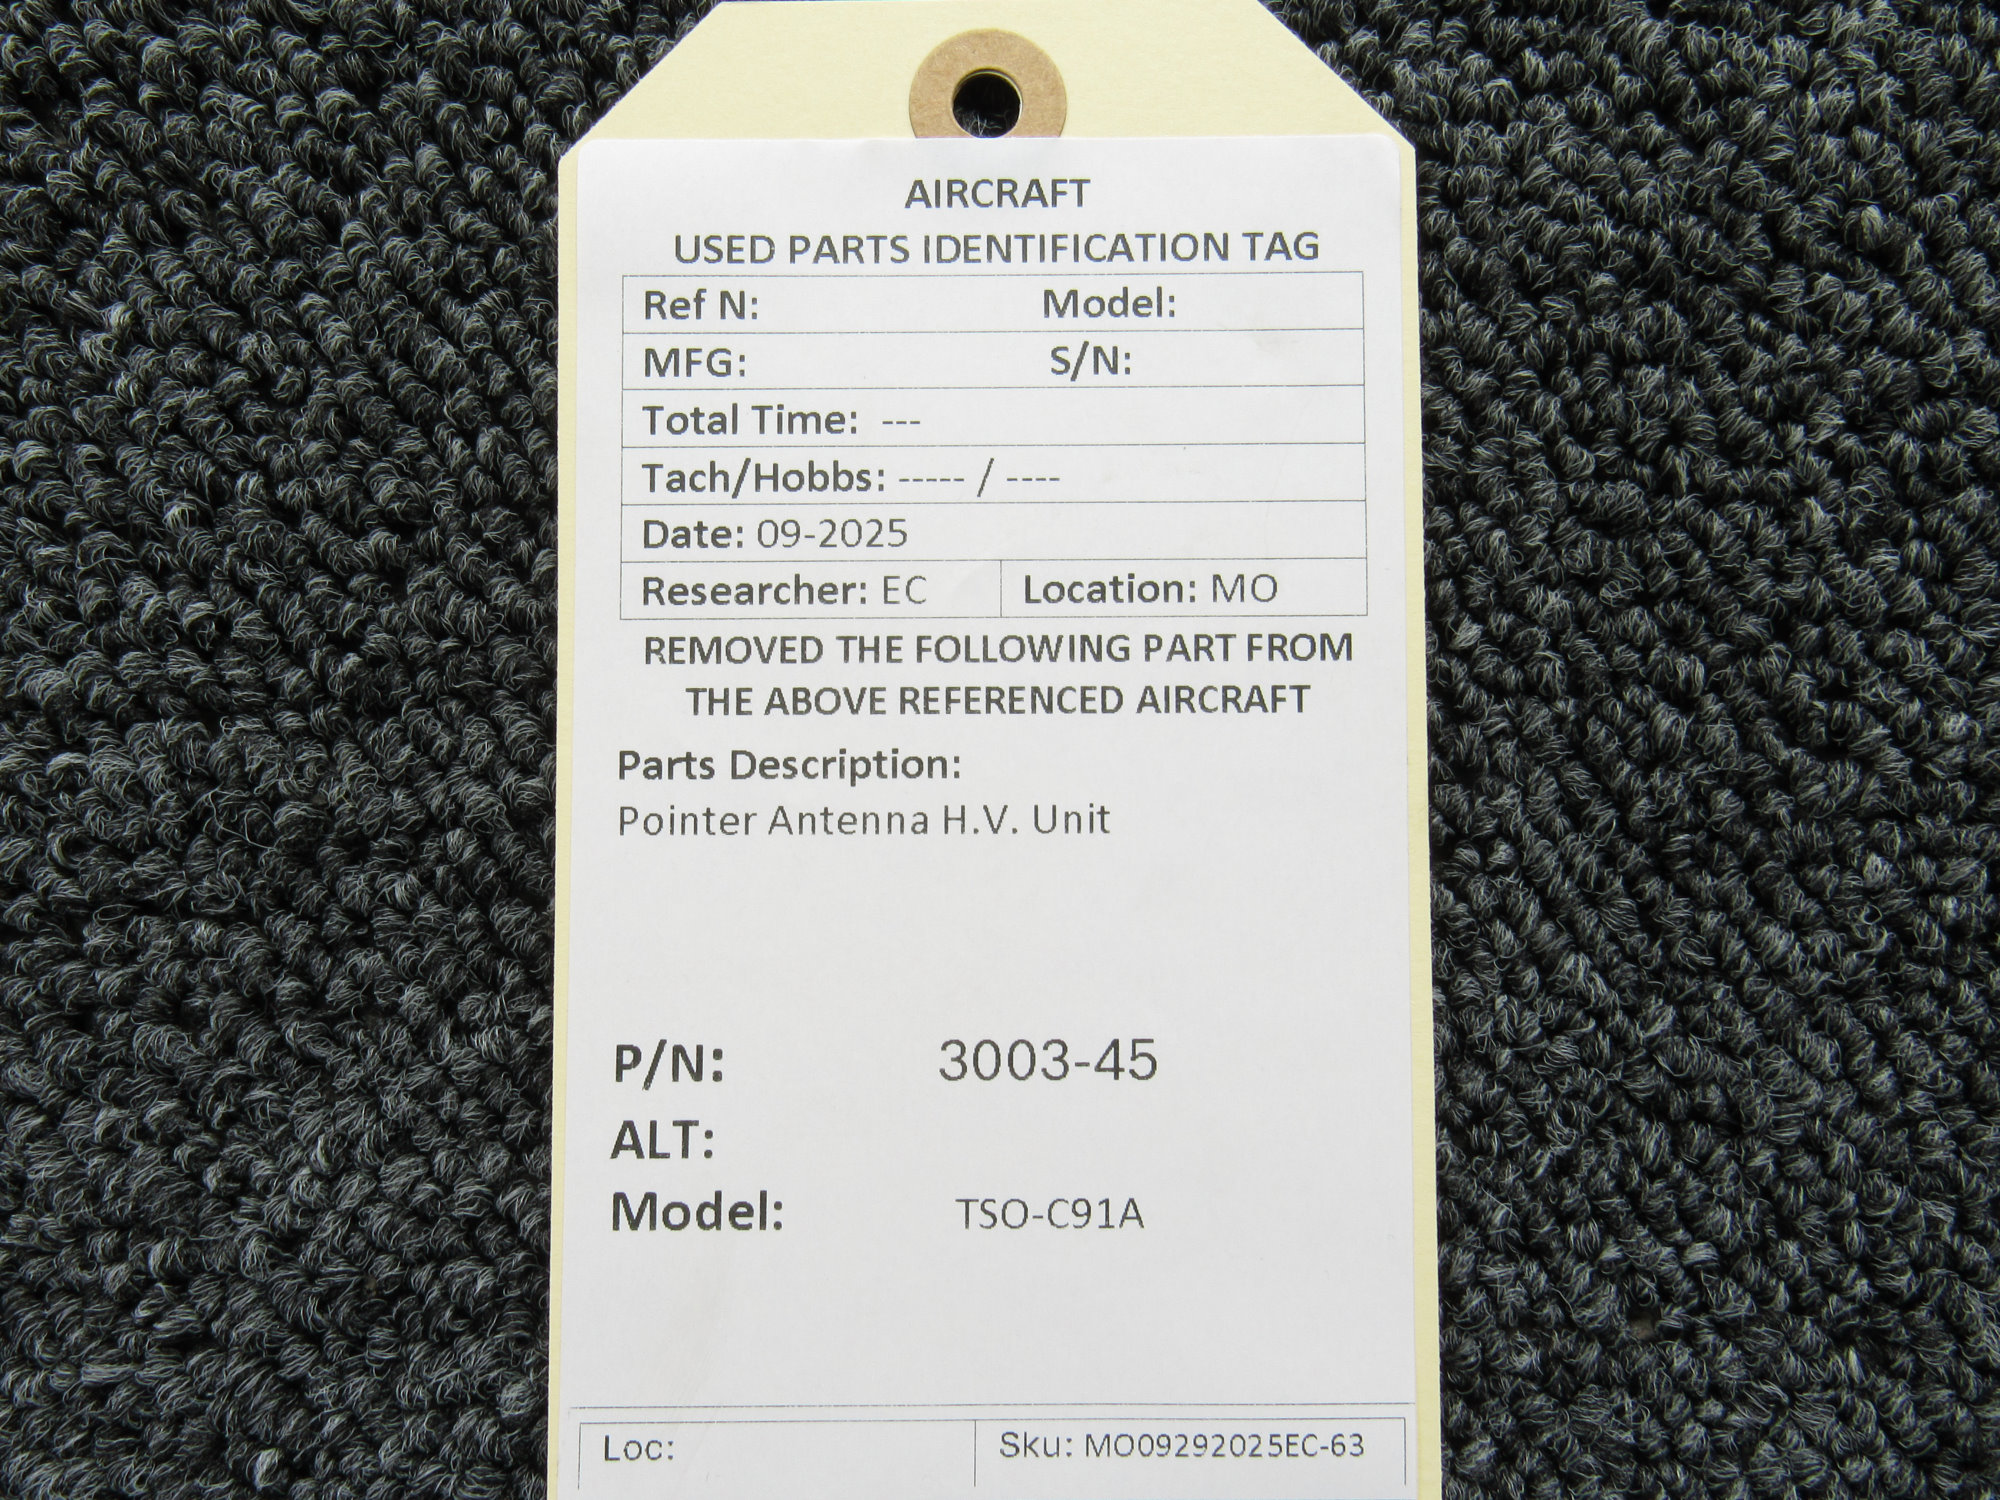 AIRCRAFT
USED PARTS IDENTIFICATION TAG
Ref N: Model:
MFG: S/N:
Total Time: ---
Tach/Hobbs: ----- / ----
Date: 09-2025
Researcher: EC Location: MO
REMOVED THE FOLLOWING PART FROM
THE ABOVE REFERENCED AIRCRAFT
Parts Description:
Pointer Antenna H.V. Unit
P/N: 3003-45
ALT:
Model: TSO-C91A
Loc: Sku: MO09292025EC-63